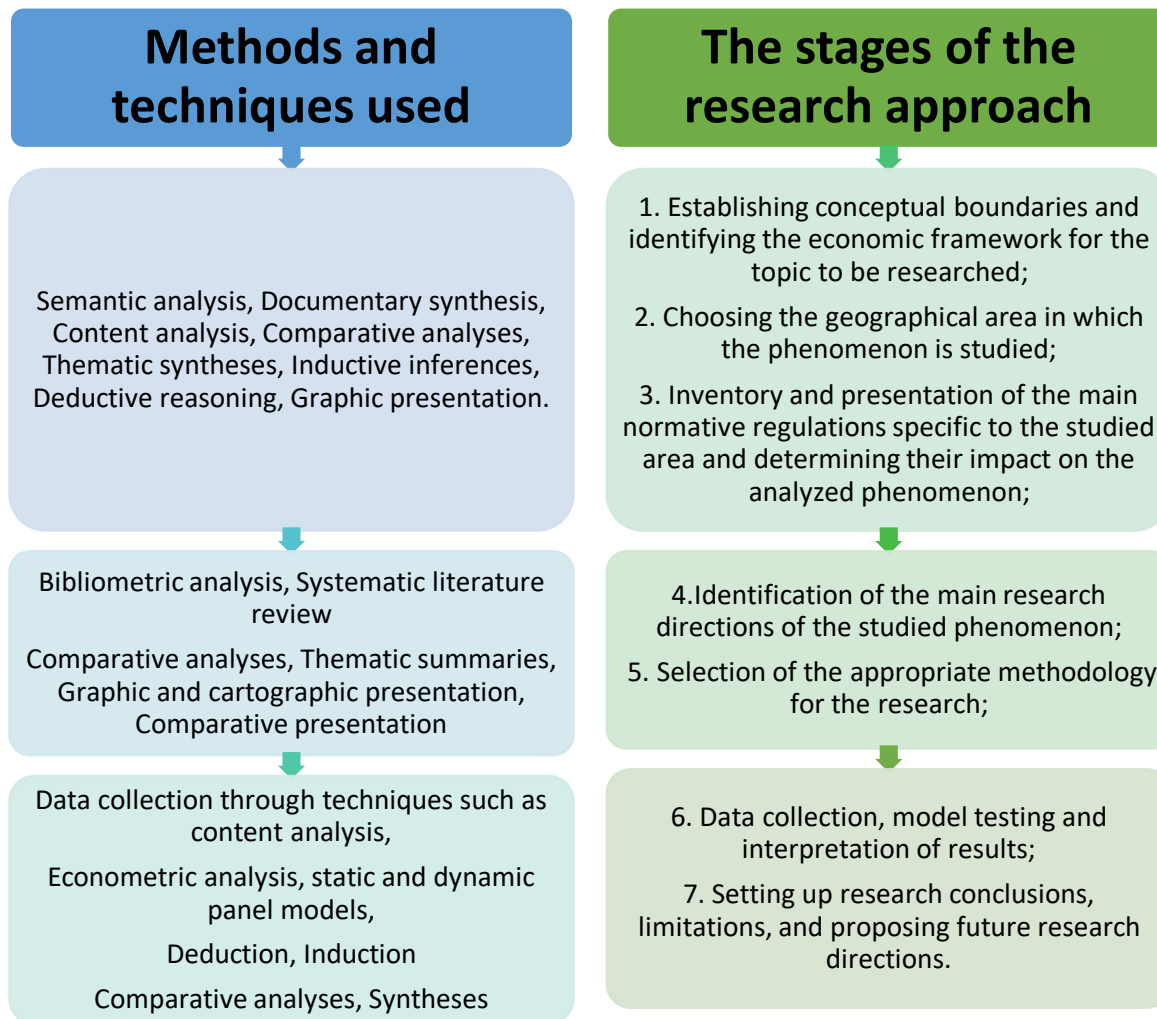 Methods and
techniques used
Semantic analysis, Documentary synthesis,
Content analysis, Comparative analyses,
Thematic syntheses, Inductive inferences,
Deductive reasoning, Graphic presentation.
Bibliometric analysis, Systematic literature
review
Comparative analyses, Thematic summaries,
Graphic and cartographic presentation,
Comparative presentation
Data collection through techniques such as
content analysis,
Econometric analysis, static and dynamic
panel models,
Deduction, Induction
Comparative analyses, Syntheses
The stages of the
research approach
1. Establishing conceptual boundaries and
identifying the economic framework for the
topic to be researched;
2. Choosing the geographical area in which
the phenomenon is studied;
3. Inventory and presentation of the main
normative regulations specific to the studied
area and determining their impact on the
analyzed phenomenon;
4.Identification of the main research
directions of the studied phenomenon;
5. Selection of the appropriate methodology
for the research;
6. Data collection, model testing and
interpretation of results;
7. Setting up research conclusions,
limitations, and proposing future research
directions.